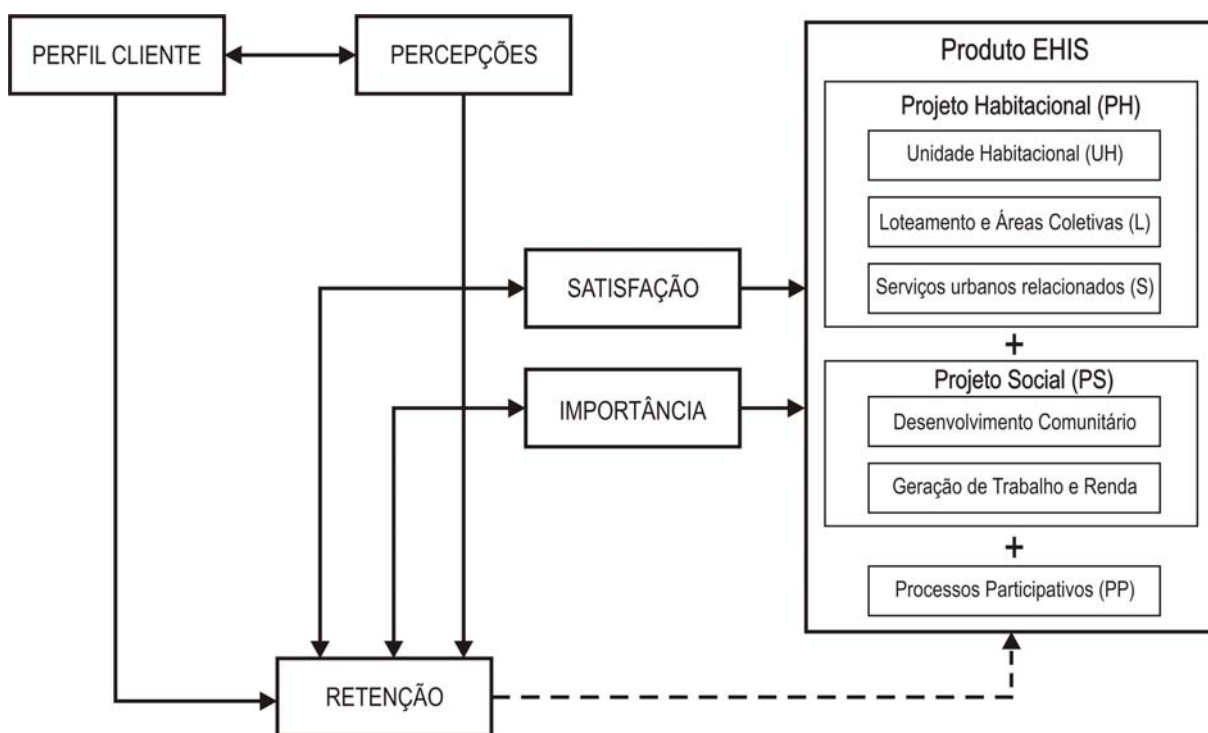 PERFIL CLIENTE
PERCEPÇÕES
SATISFAÇÃO
IMPORTÂNCIA
RETENÇÃO
Produto EHIS
Projeto Habitacional (PH)
Unidade Habitacional (UH)
Loteamento e Áreas Coletivas (L)
Serviços urbanos relacionados (S)
+
Projeto Social (PS)
Desenvolvimento Comunitário
Geração de Trabalho e Renda
+
Processos Participativos (PP)